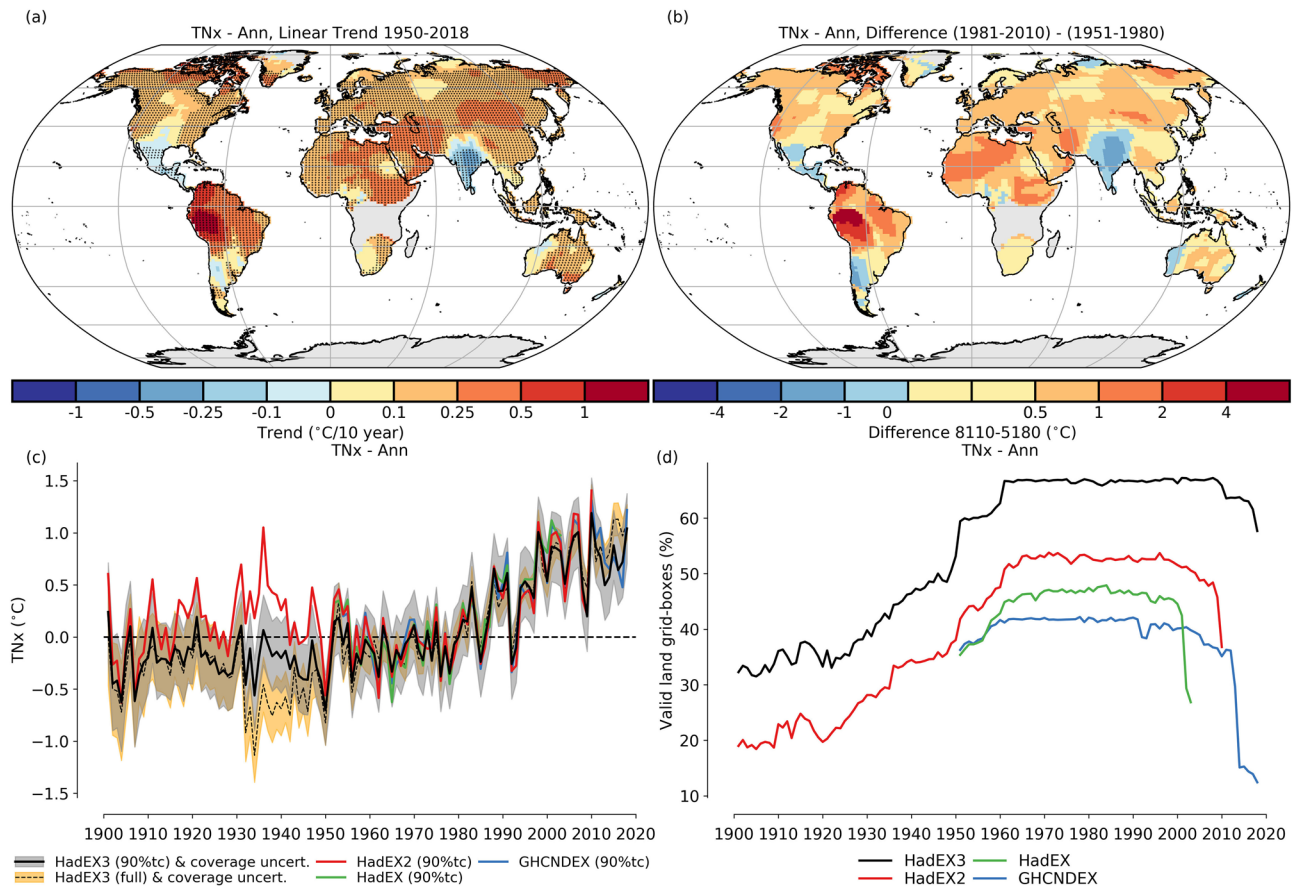 (a)
TNx - Ann, Linear Trend 1950-2018
(b)
TNx - Ann, Difference (1981-2010) - (1951-1980)
-1 -0.5 -0.25 -0.1 0 0.1 0.25 0.5 1
Trend (°C/10 year)
-4 -2 -1 0 0.5 1 2 4
Difference 8110-5180 (°C)
(c)
TNx - Ann
TNx (°C)
1.5
1.0
0.5
0.0
−0.5
−1.0
−1.5
1900 1910 1920 1930 1940 1950 1960 1970 1980 1990 2000 2010 2020
HadEX3 (90%tc) & coverage uncert.
HadEX3 (full) & coverage uncert.
HadEX2 (90%tc)
HadEX (90%tc)
GHCNDEX (90%tc)
(d)
TNx - Ann
Valid land grid-boxes (%)
60
50
40
30
20
10
1900 1910 1920 1930 1940 1950 1960 1970 1980 1990 2000 2010 2020
HadEX3
HadEX2
HadEX
GHCNDEX